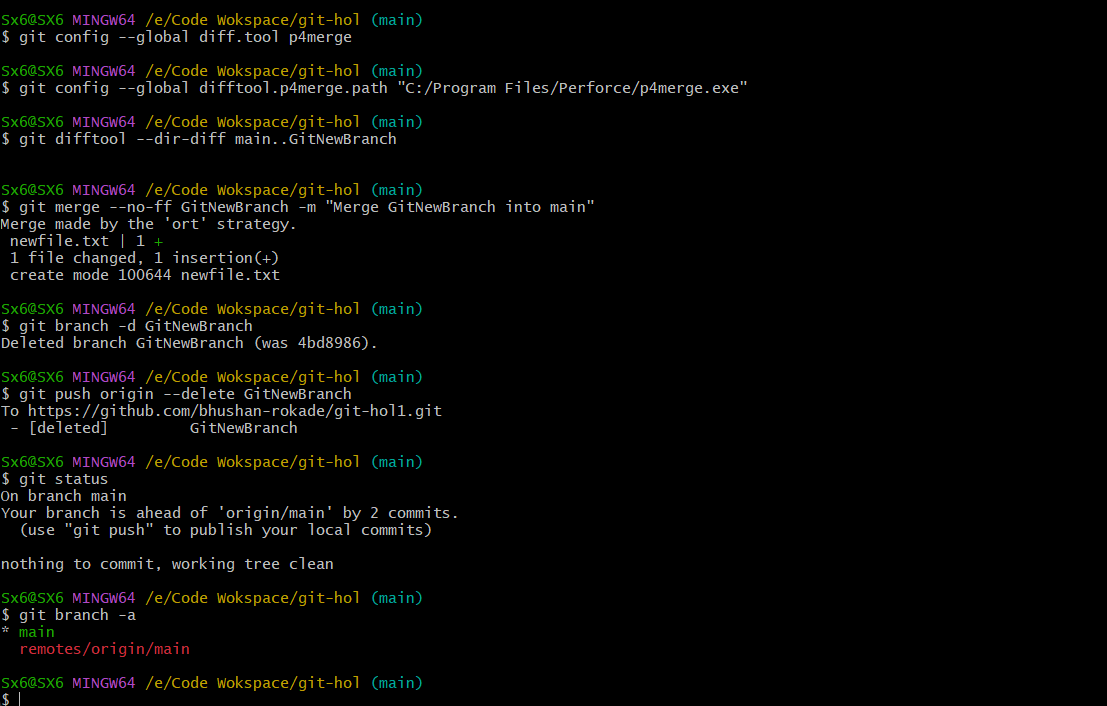 Sx6@SX6 MINGW64 /e/Code Wokspace/git-hol (main)
$ git config --global diff.tool p4merge
Sx6@SX6 MINGW64 /e/Code Wokspace/git-hol (main)
$ git config --global difftool.p4merge.path "C:/Program Files/Perforce/p4merge.exe"
Sx6@SX6 MINGW64 /e/Code Wokspace/git-hol (main)
$ git difftool --dir-diff main..GitNewBranch
Sx6@SX6 MINGW64 /e/Code Wokspace/git-hol (main)
$ git merge --no-ff GitNewBranch -m "Merge GitNewBranch into main"
Merge made by the 'ort' strategy.
 newfile.txt | 1 +
 1 file changed, 1 insertion(+)
 create mode 100644 newfile.txt
Sx6@SX6 MINGW64 /e/Code Wokspace/git-hol (main)
$ git branch -d GitNewBranch
Deleted branch GitNewBranch (was 4bd8986).
Sx6@SX6 MINGW64 /e/Code Wokspace/git-hol (main)
$ git push origin --delete GitNewBranch
To https://github.com/bhushan-rokade/git-hol1.git
 - [deleted]         GitNewBranch
Sx6@SX6 MINGW64 /e/Code Wokspace/git-hol (main)
$ git status
On branch main
Your branch is ahead of 'origin/main' by 2 commits.
  (use "git push" to publish your local commits)
nothing to commit, working tree clean
Sx6@SX6 MINGW64 /e/Code Wokspace/git-hol (main)
$ git branch -a
* main
  remotes/origin/main
Sx6@SX6 MINGW64 /e/Code Wokspace/git-hol (main)
$